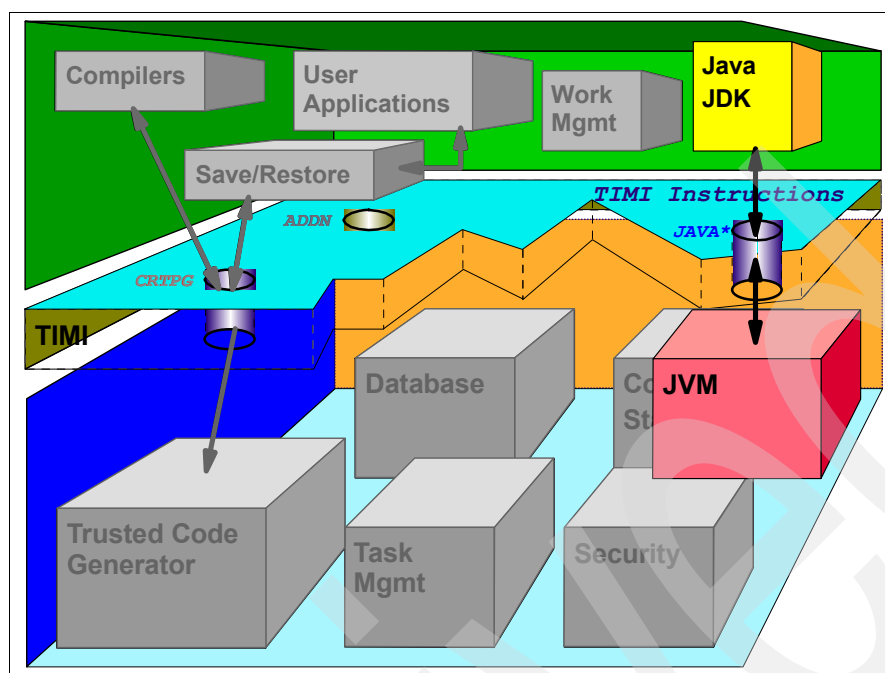 Compilers
User
Applications
Work
Mgmt
Java
JDK
Save/Restore
TIMI Instructions
ADDN
JAVA*
CRTPG
TIMI
Database
JVM
Trusted Code
Generator
Task
Mgmt
Security